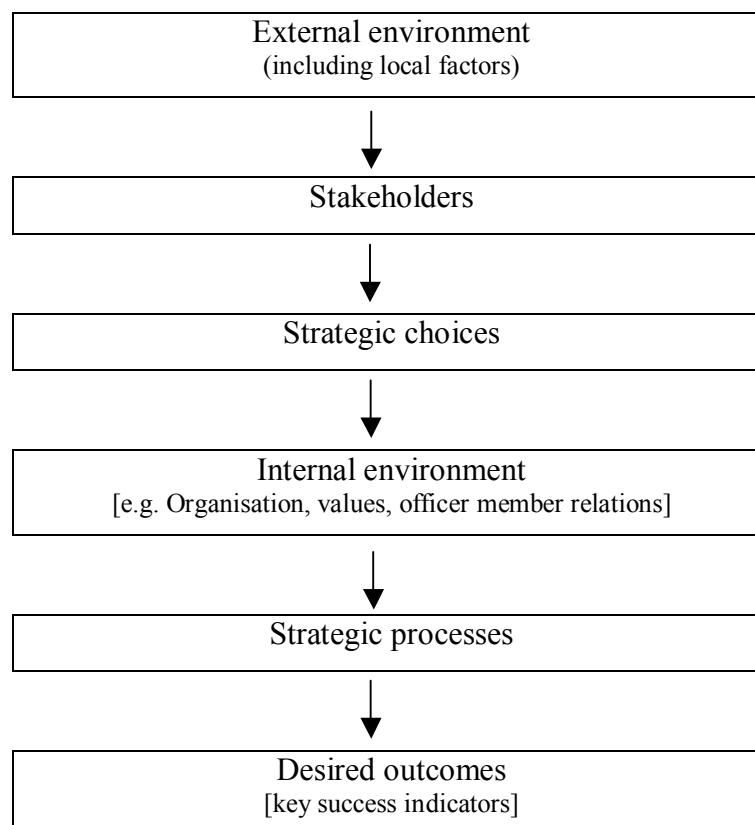 External environment
(including local factors)
Stakeholders
Strategic choices
Internal environment
[e.g. Organisation, values, officer member relations]
Strategic processes
Desired outcomes
[key success indicators]